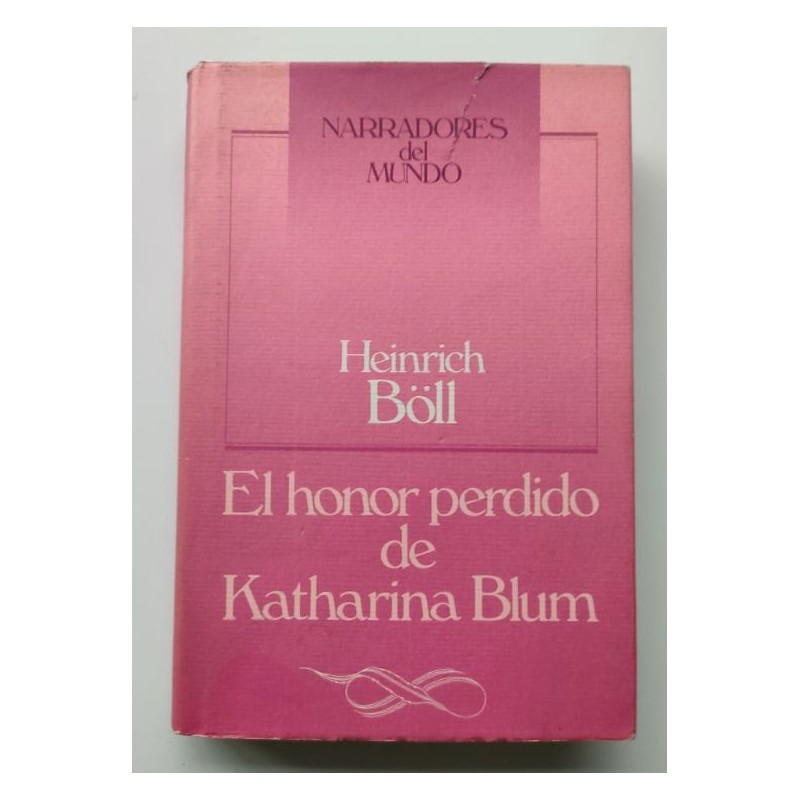 NARRADORES
del
MUNDO
Heinrich
Böll
El honor perdido
de
Katharina Blum